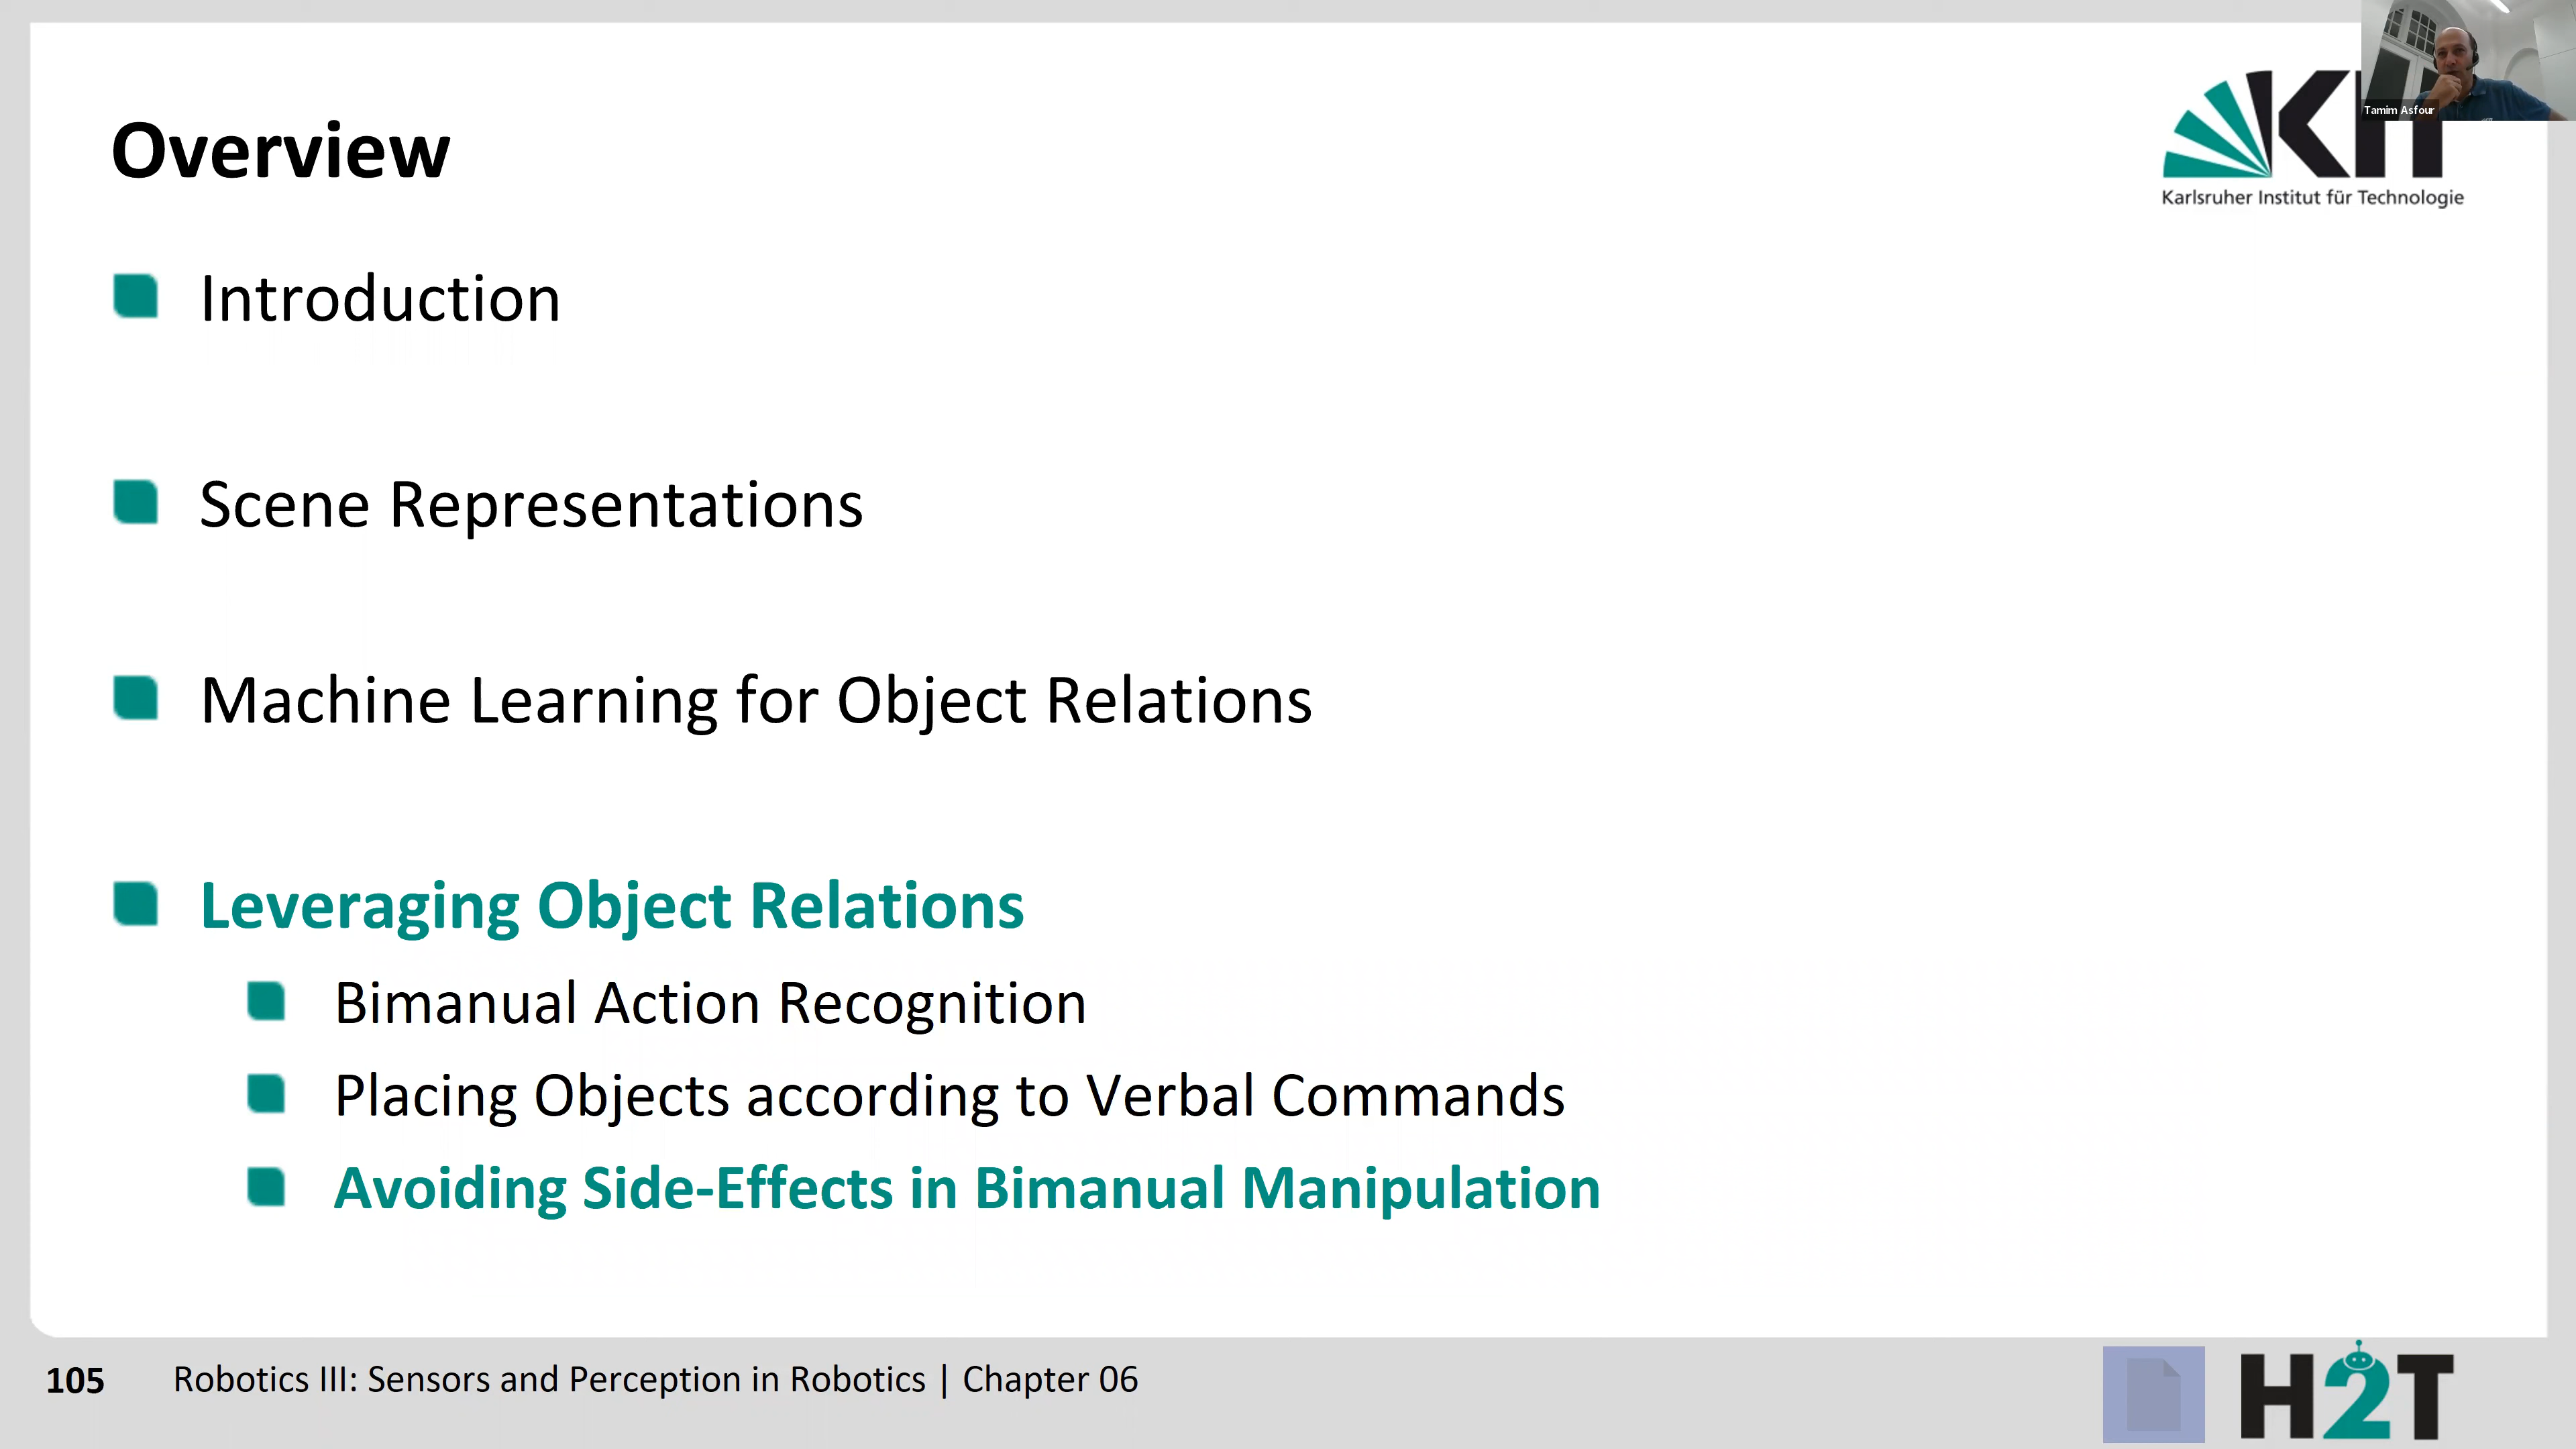 Tamim Asfour
KIT
Karlsruher Institut für Technologie
Overview
Introduction
Scene Representations
Machine Learning for Object Relations
Leveraging Object Relations
Bimanual Action Recognition
Placing Objects according to Verbal Commands
Avoiding Side-Effects in Bimanual Manipulation
105 Robotics III: Sensors and Perception in Robotics | Chapter 06
H2T